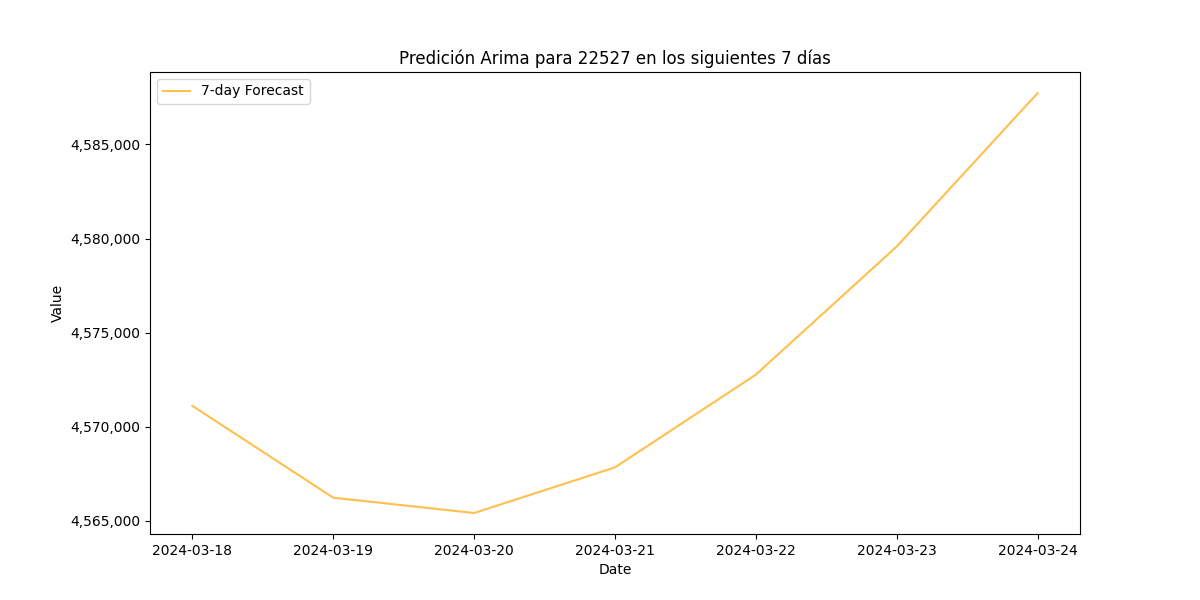 Predición Arima para 22527 en los siguientes 7 días
7-day Forecast
4,585,000
4,580,000
4,575,000
4,570,000
4,565,000
Value
2024-03-18 2024-03-19 2024-03-20 2024-03-21 2024-03-22 2024-03-23 2024-03-24
Date